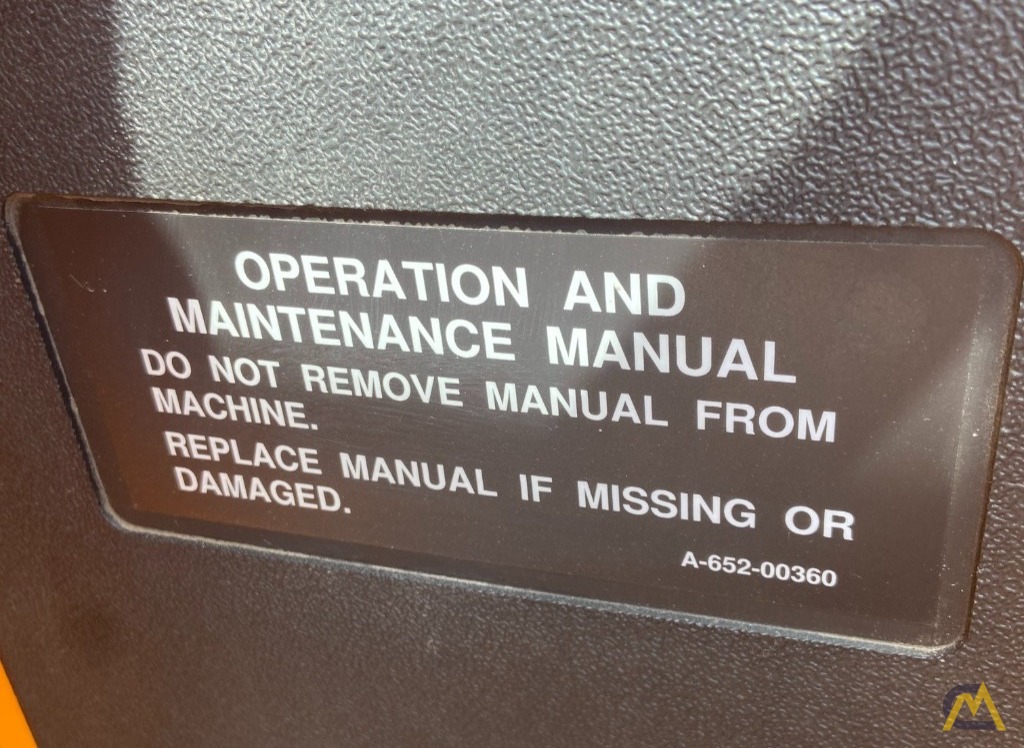 OPERATION AND
MAINTENANCE MANUAL
DO NOT REMOVE MANUAL FROM
MACHINE.
REPLACE MANUAL IF MISSING OR
DAMAGED.
A-652-00360